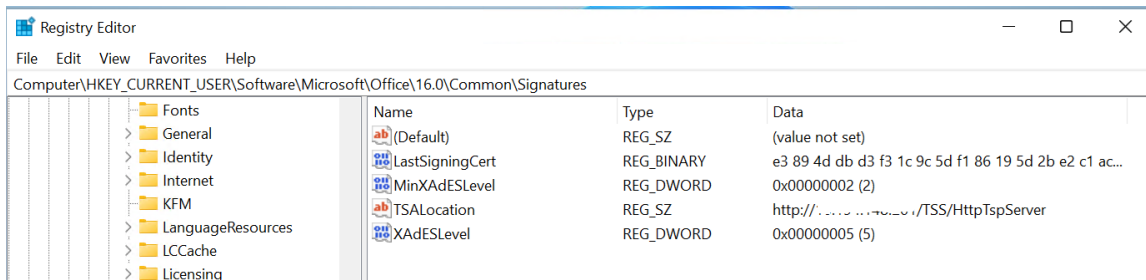 Registry Editor
File Edit View Favorites Help
Computer\HKEY_CURRENT_USER\Software\Microsoft\Office\16.0\Common\Signatures
Fonts
General
Identity
Internet
KFM
LanguageResources
LCCache
Licensing
Name Type Data
(Default) REG_SZ (value not set)
LastSigningCert REG_BINARY e3 89 4d db d3 f3 1c 9c 5d f1 86 19 5d 2b e2 c1 ac...
MinXAdESLevel REG_DWORD 0x00000002 (2)
TSALocation REG_SZ http:// /TSS/HttpTspServer
XAdESLevel REG_DWORD 0x00000005 (5)